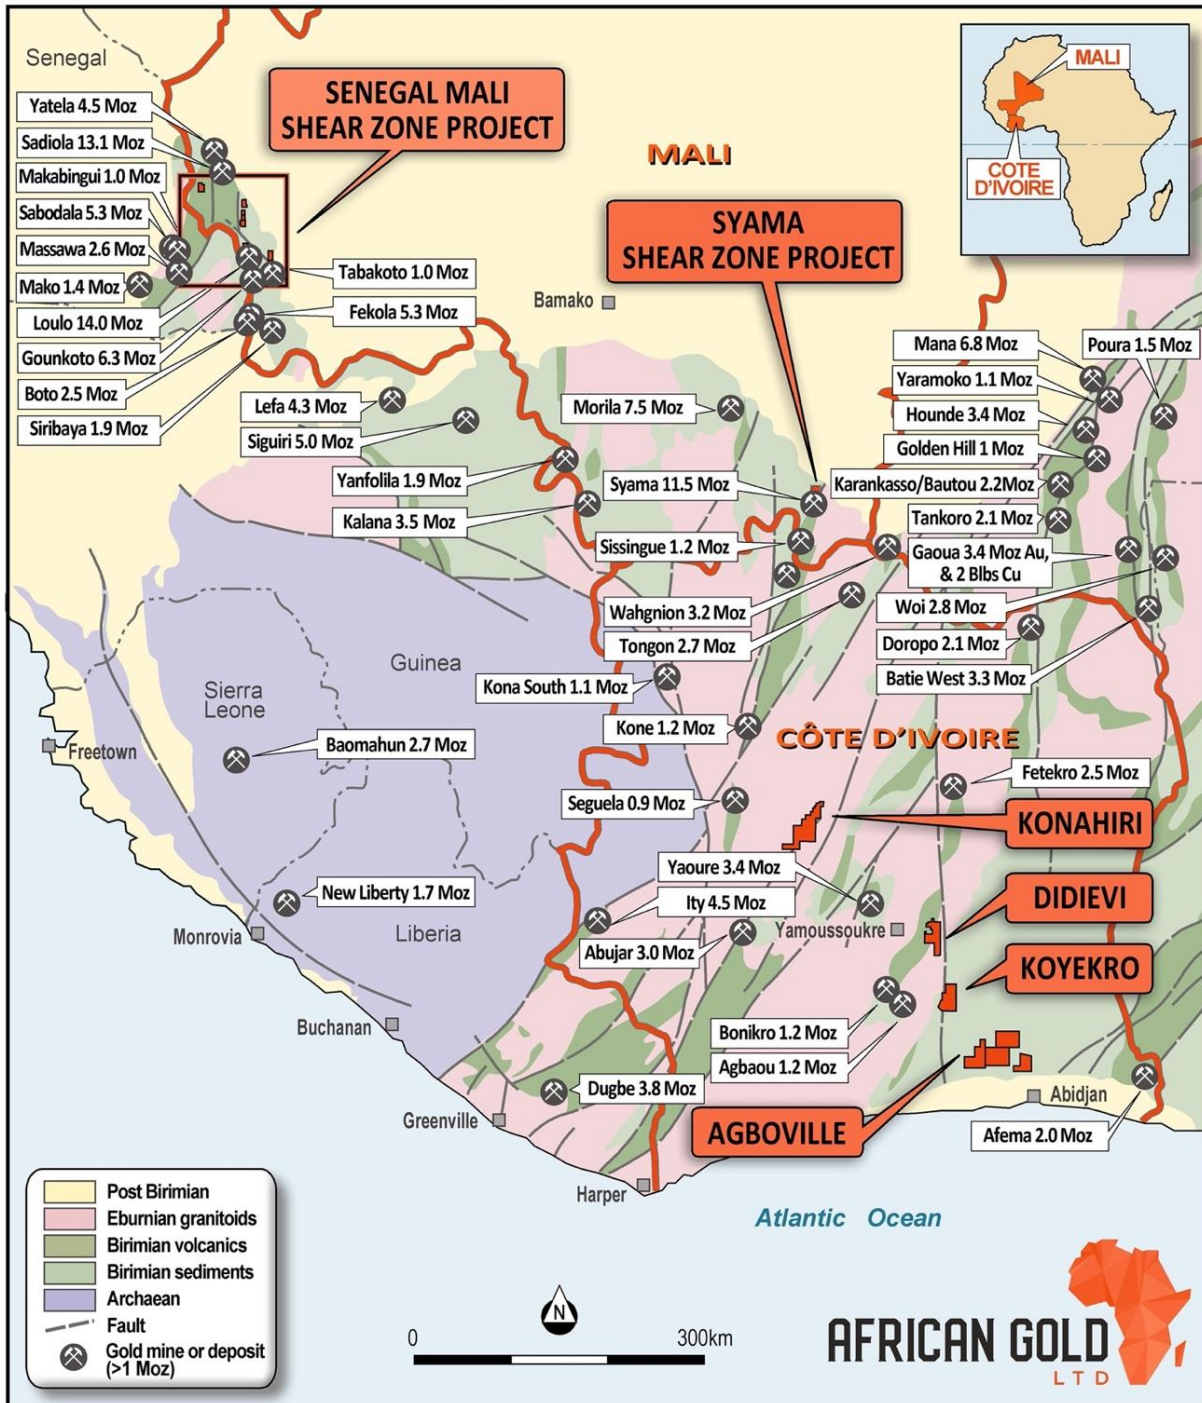 Senegal
Yatela 4.5 Moz
Sadiola 13.1 Moz
Makabingui 1.0 Moz
Sabodala 5.3 Moz
Massawa 2.6 Moz
Mako 1.4 Moz
Loulo 14.0 Moz
Gounkoto 6.3 Moz
Boto 2.5 Moz
Siribaya 1.9 Moz
SENEGAL MALI
SHEAR ZONE PROJECT
Tabakoto 1.0 Moz
Fekola 5.3 Moz
MALI
SYAMA
SHEAR ZONE PROJECT
MALI
COTE
D'IVOIRE
Bamako
Lefa 4.3 Moz
Siguiri 5.0 Moz
Yanfolila 1.9 Moz
Kalana 3.5 Moz
Morila 7.5 Moz
Syama 11.5 Moz
Sissingue 1.2 Moz
Wahgnion 3.2 Moz
Tongon 2.7 Moz
Mana 6.8 Moz
Poura 1.5 Moz
Yaramoko 1.1 Moz
Hounde 3.4 Moz
Golden Hill 1 Moz
Karankasso/Bautou 2.2Moz
Tankoro 2.1 Moz
Gaoua 3.4 Moz Au,
& 2 Blbs Cu
Woi 2.8 Moz
Doropo 2.1 Moz
Batie West 3.3 Moz
Guinea
Sierra
Leone
Freetown
Baomahun 2.7 Moz
Kona South 1.1 Moz
Kone 1.2 Moz
CÔTE D'IVOIRE
Seguela 0.9 Moz
Fetekro 2.5 Moz
KONAHIRI
Yaoure 3.4 Moz
Ity 4.5 Moz
Abujar 3.0 Moz
Yamoussoukre
DIDIEVI
KOYEKRO
New Liberty 1.7 Moz
Monrovia
Liberia
Buchanan
Bonikro 1.2 Moz
Agbaou 1.2 Moz
Dugbe 3.8 Moz
Greenville
AGBOVILLE
Abidjan
Afema 2.0 Moz
Harper
Atlantic Ocean
Post Birimian
Eburnian granitoids
Birimian volcanics
Birimian sediments
Archaean
Fault
Gold mine or deposit
(>1 Moz)
N
0 300km
AFRICAN GOLD
LTD